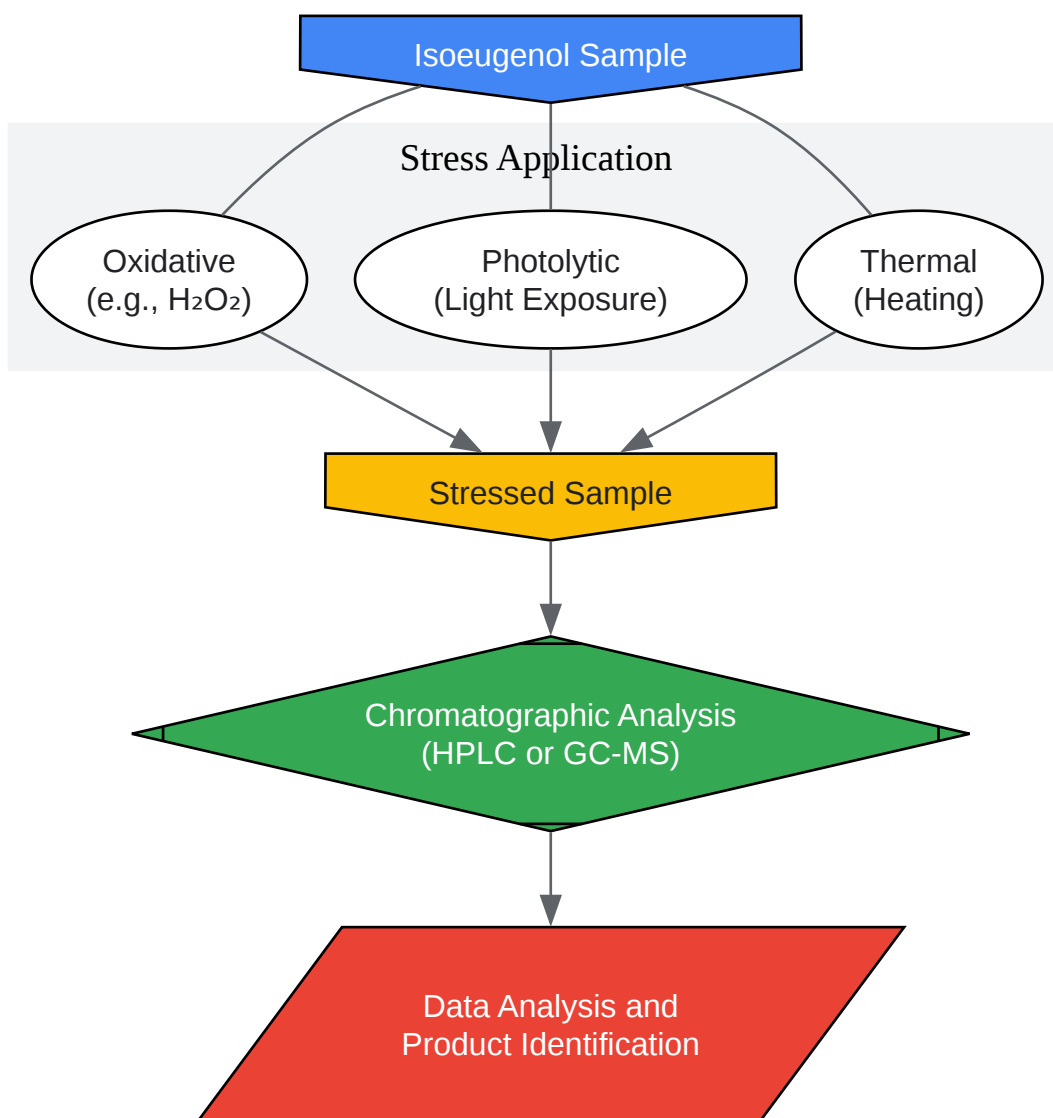 Isoeugenol Sample
Stress Application
Oxidative
(e.g., H₂O₂)
Photolytic
(Light Exposure)
Thermal
(Heating)
Stressed Sample
Chromatographic Analysis
(HPLC or GC-MS)
Data Analysis and
Product Identification